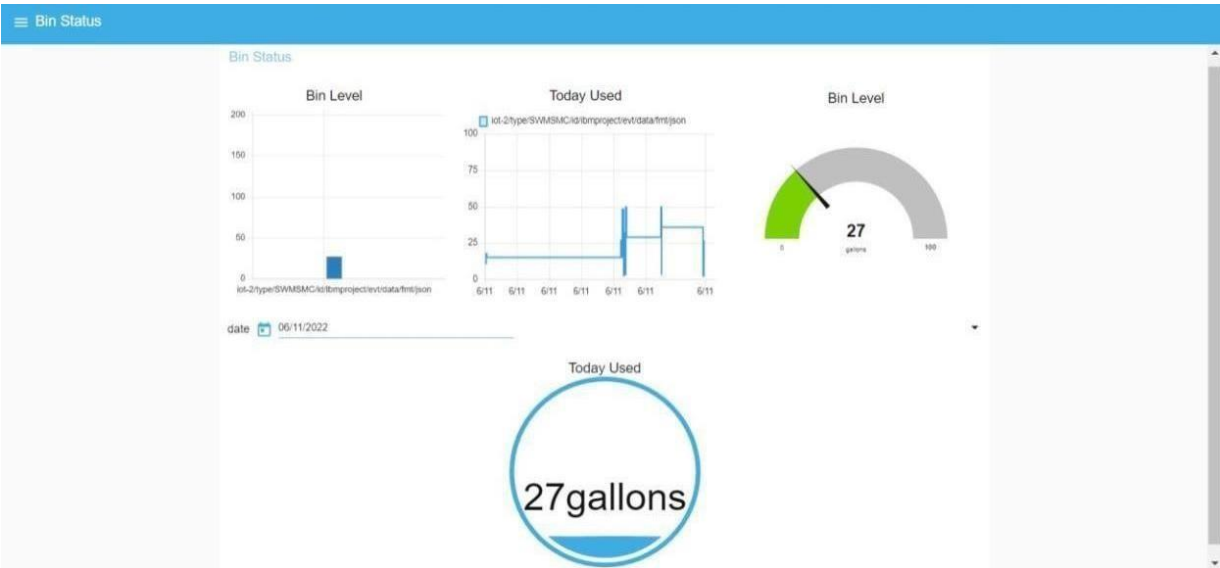 Bin Status
Bin Status
Bin Level
200
150
100
50
0
iot-2/type/SWMSMC/id/ibmproject/evt/data/fmt/json
Today Used
iot-2/type/SWMSMC/id/ibmproject/evt/data/fmt/json
100
75
50
25
0
6/11 6/11 6/11 6/11 6/11 6/11 6/11
Bin Level
27
gallons
0 100
date 06/11/2022
Today Used
27gallons